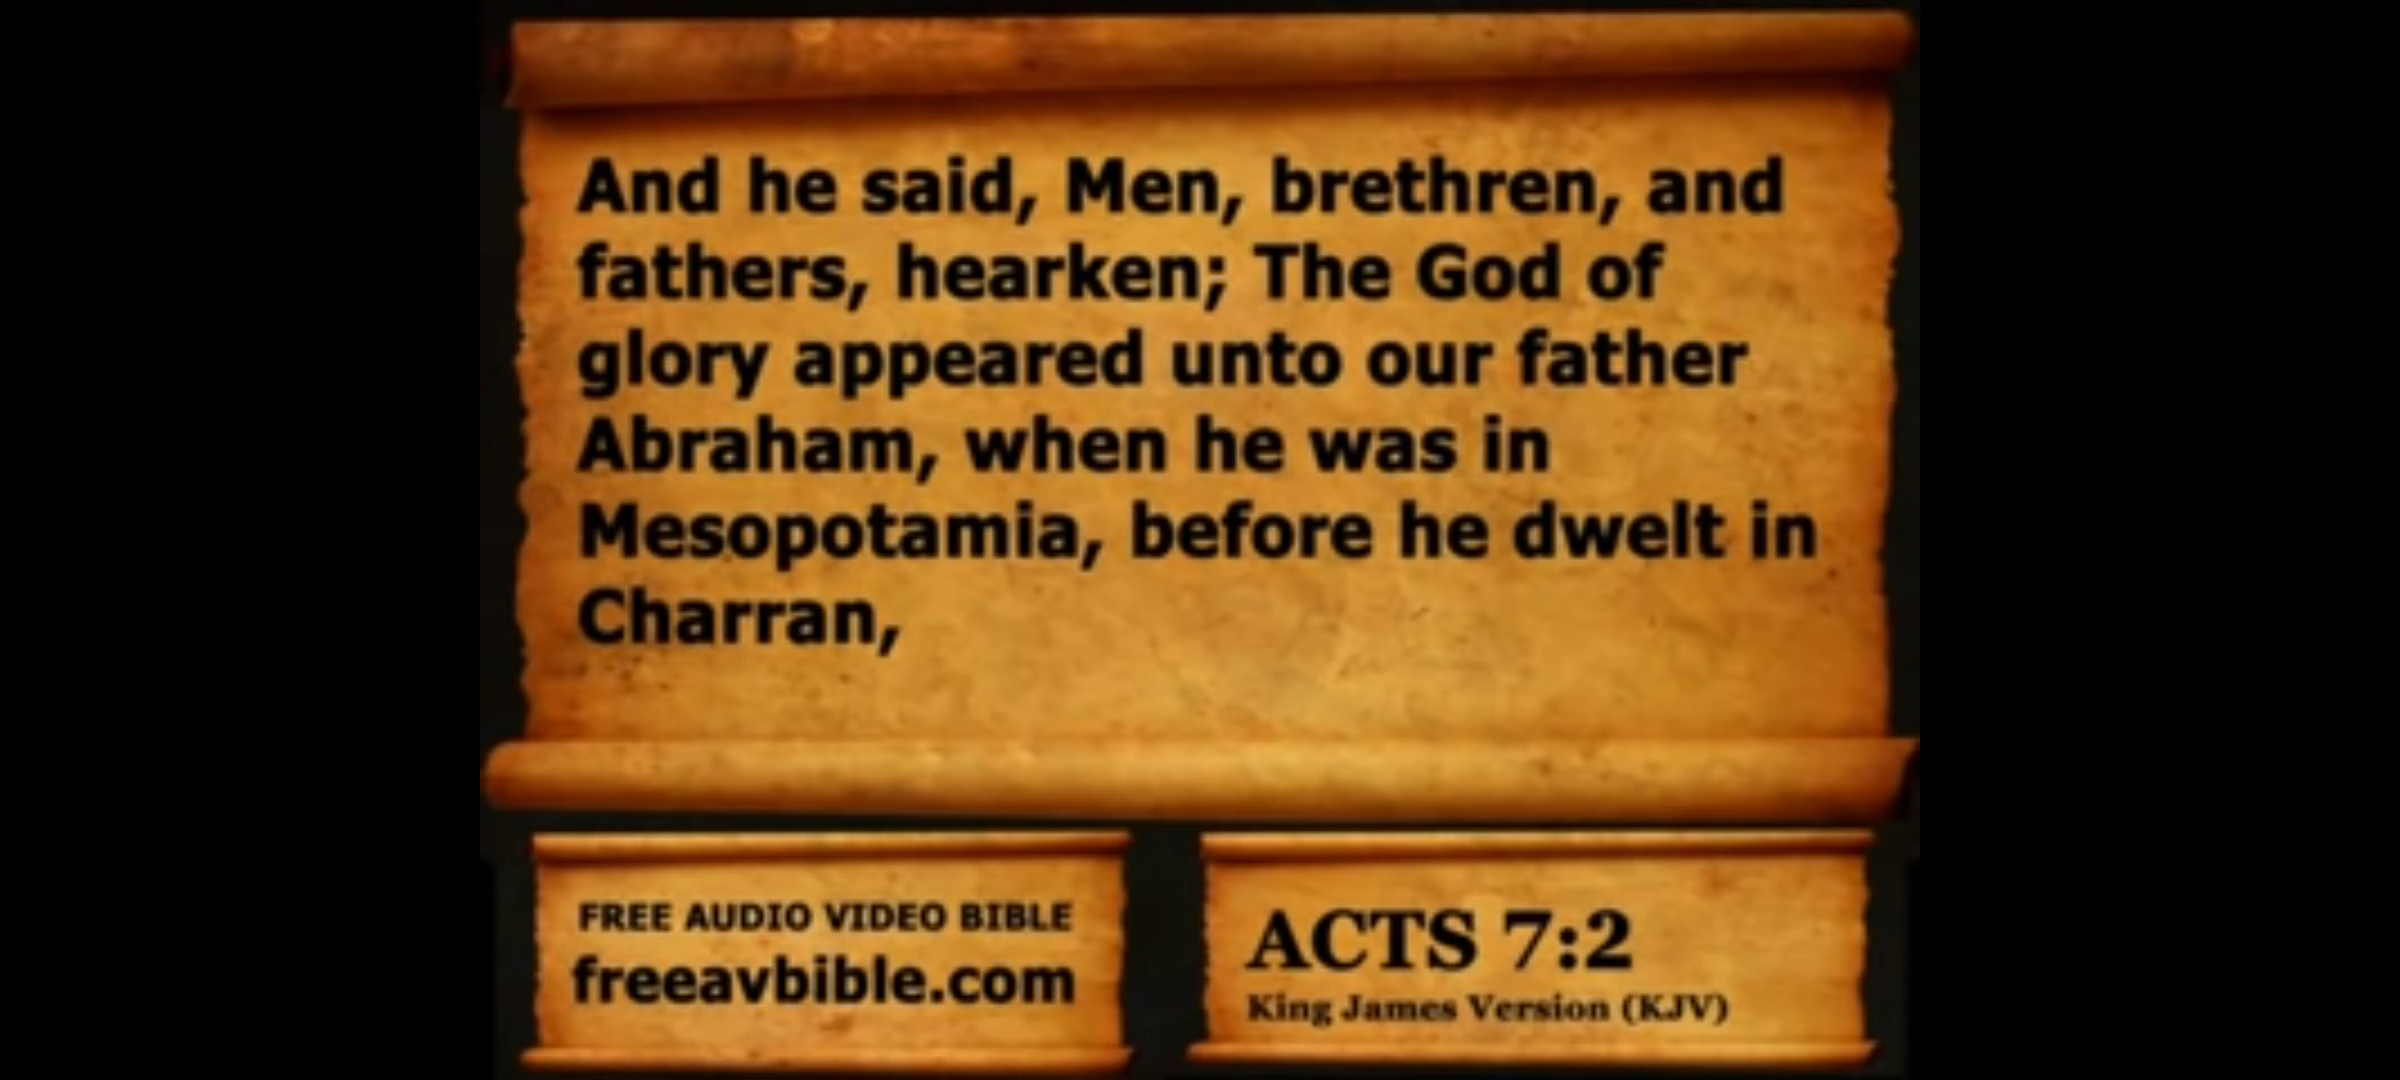 And he said, Men, brethren, and
fathers, hearken; The God of
glory appeared unto our father
Abraham, when he was in
Mesopotamia, before he dwelt in
Charran,
FREE AUDIO VIDEO BIBLE
freeavbible.com
ACTS 7:2
King James Version (KJV)